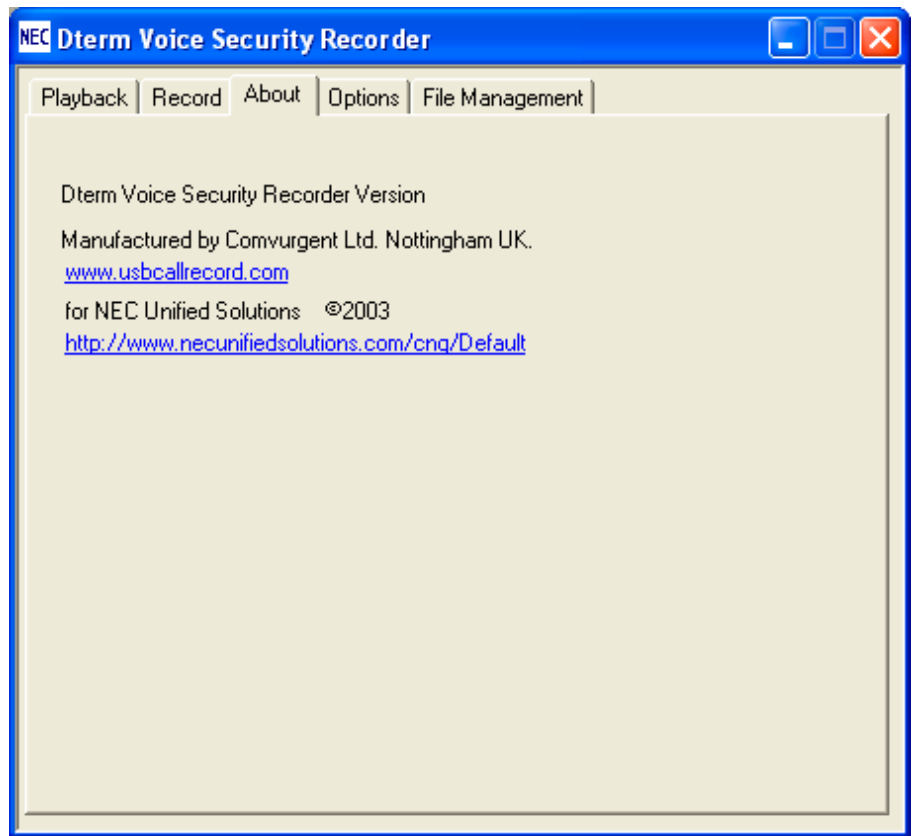 NEC Dterm Voice Security Recorder
Playback Record About Options File Management
Dterm Voice Security Recorder Version
Manufactured by Comvurgent Ltd. Nottingham UK.
www.usbcallrecord.com
for NEC Unified Solutions ©2003
http://www.necunifiedsolutions.com/cnq/Default